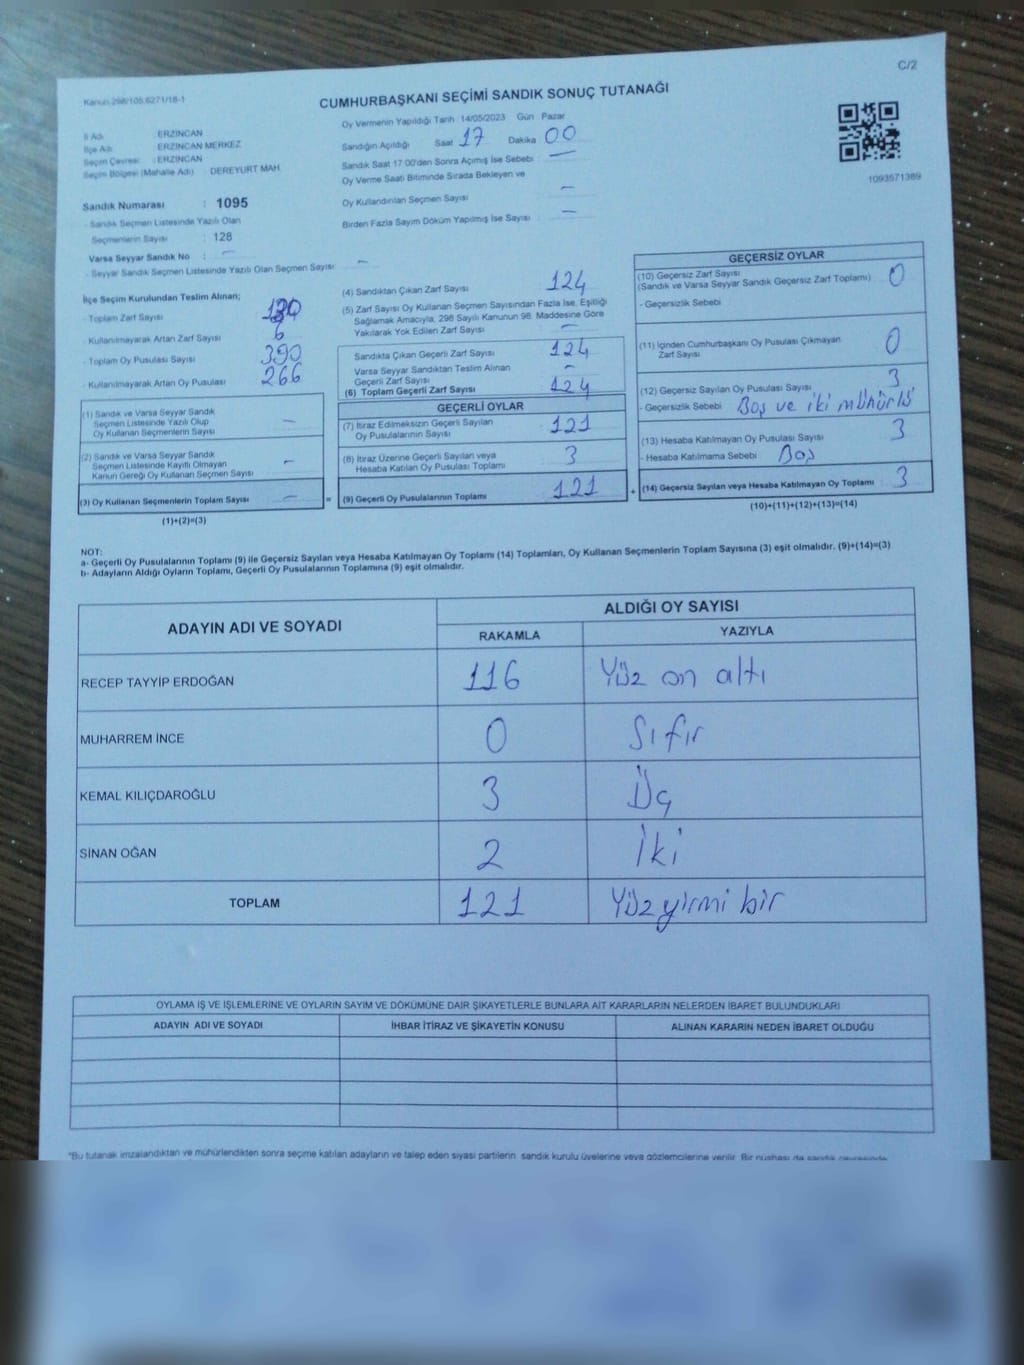 C/2
Kanun 298/105,6271/18-1
CUMHURBAŞKANI SEÇİMİ SANDIK SONUÇ TUTANAĞI
İl Adı : ERZİNCAN
İlçe Adı : ERZİNCAN MERKEZ
Seçim Çevresi : ERZİNCAN
Seçim Bölgesi (Mahalle Adı) : DEREYURT MAH.
Sandık Numarası : 1095
- Sandık Seçmen Listesinde Yazılı Olan
Seçmenlerin Sayısı : 128
Varsa Seyyar Sandık No : —
- Seyyar Sandık Seçmen Listesinde Yazılı Olan Seçmen Sayısı —
Oy Vermenin Yapıldığı Tarih :14/05/2023 Gün Pazar
Sandığın Açıldığı Saat 17 Dakika 00
Sandık Saat 17:00'den Sonra Açılmış İse Sebebi : —
Oy Verme Saati Bitiminde Sırada Bekleyen ve
Oy Kullandırılan Seçmen Sayısı —
Birden Fazla Sayım Döküm Yapılmış İse Sayısı : —
1093571389
İlçe Seçim Kurulundan Teslim Alınan;
- Toplam Zarf Sayısı
- Kullanılmayarak Artan Zarf Sayısı 6
- Toplam Oy Pusulası Sayısı 390
- Kullanılmayarak Artan Oy Pusulası 266
(1) Sandık ve Varsa Seyyar Sandık
Seçmen Listesinde Yazılı Olup
Oy Kullanan Seçmenlerin Sayısı —
(2) Sandık ve Varsa Seyyar Sandık
Seçmen Listesinde Kayıtlı Olmayan
Kanun Gereği Oy Kullanan Seçmen Sayısı —
(3) Oy Kullanan Seçmenlerin Toplam Sayısı —
(1)+(2)=(3)
(4) Sandıktan Çıkan Zarf Sayısı 124
(5) Zarf Sayısı Oy Kullanan Seçmen Sayısından Fazla İse, Eşitliği
Sağlamak Amacıyla, 298 Sayılı Kanunun 98. Maddesine Göre
Yakılarak Yok Edilen Zarf Sayısı —
Sandıkta Çıkan Geçerli Zarf Sayısı 124
Varsa Seyyar Sandıktan Teslim Alınan
Geçerli Zarf Sayısı —
(6) Toplam Geçerli Zarf Sayısı 124
GEÇERLİ OYLAR
(7) İtiraz Edilmeksizin Geçerli Sayılan
Oy Pusulalarının Sayısı 121
(8) İtiraz Üzerine Geçerli Sayılan veya
Hesaba Katılan Oy Pusulası Toplamı 3
= (9) Geçerli Oy Pusulalarının Toplamı 121
GEÇERSİZ OYLAR
(10) Geçersiz Zarf Sayısı
(Sandık ve Varsa Seyyar Sandık Geçersiz Zarf Toplamı) 0
- Geçersizlik Sebebi
(11) İçinden Cumhurbaşkanı Oy Pusulası Çıkmayan
Zarf Sayısı 0
(12) Geçersiz Sayılan Oy Pusulası Sayısı 3
- Geçersizlik Sebebi Boş ve iki mühürlü
(13) Hesaba Katılmayan Oy Pusulası Sayısı 3
- Hesaba Katılmama Sebebi Boş
+ (14) Geçersiz Sayılan veya Hesaba Katılmayan Oy Toplamı 3
(10)+(11)+(12)+(13)=(14)
NOT:
a- Geçerli Oy Pusulalarının Toplamı (9) ile Geçersiz Sayılan veya Hesaba Katılmayan Oy Toplamı (14) Toplamları, Oy Kullanan Seçmenlerin Toplam Sayısına (3) eşit olmalıdır. (9)+(14)=(3)
b- Adayların Aldığı Oyların Toplamı, Geçerli Oy Pusulalarının Toplamına (9) eşit olmalıdır.
ADAYIN ADI VE SOYADI ALDIĞI OY SAYISI
RAKAMLA YAZIYLA
RECEP TAYYİP ERDOĞAN 116 Yüz on altı
MUHARREM İNCE 0 Sıfır
KEMAL KILIÇDAROĞLU 3 Üç
SİNAN OĞAN 2 İki
TOPLAM 121 Yüzyirmi bir
OYLAMA İŞ VE İŞLEMLERİNE VE OYLARIN SAYIM VE DÖKÜMÜNE DAİR ŞİKAYETLERLE BUNLARA AİT KARARLARIN NELERDEN İBARET BULUNDUKLARI
ADAYIN ADI VE SOYADI İHBAR İTİRAZ VE ŞİKAYETİN KONUSU ALINAN KARARIN NEDEN İBARET OLDUĞU
*Bu tutanak imzalandıktan ve mühürlendikten sonra seçime katılan adayların ve talep eden siyasi partilerin sandık kurulu üyelerine veya gözlemcilerine verilir. Bir nüshası da sandık çevresinde